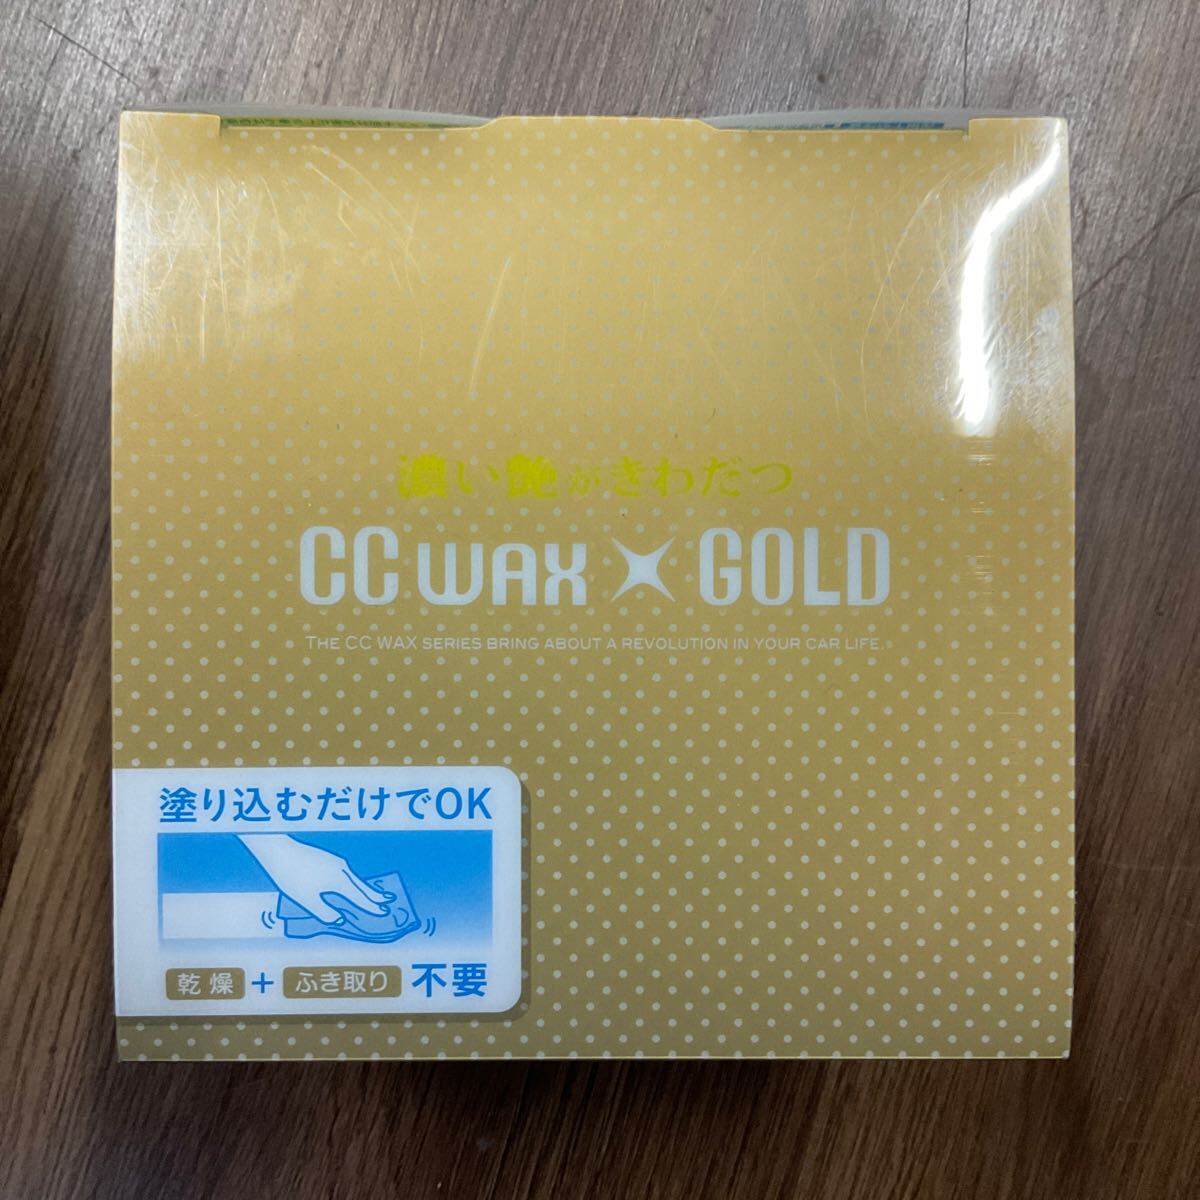 濃い艶がきわだつ
CC WAX GOLD
THE CC WAX SERIES BRING ABOUT A REVOLUTION IN YOUR CAR LIFE.
塗り込むだけでOK
乾燥 + ふき取り 不要